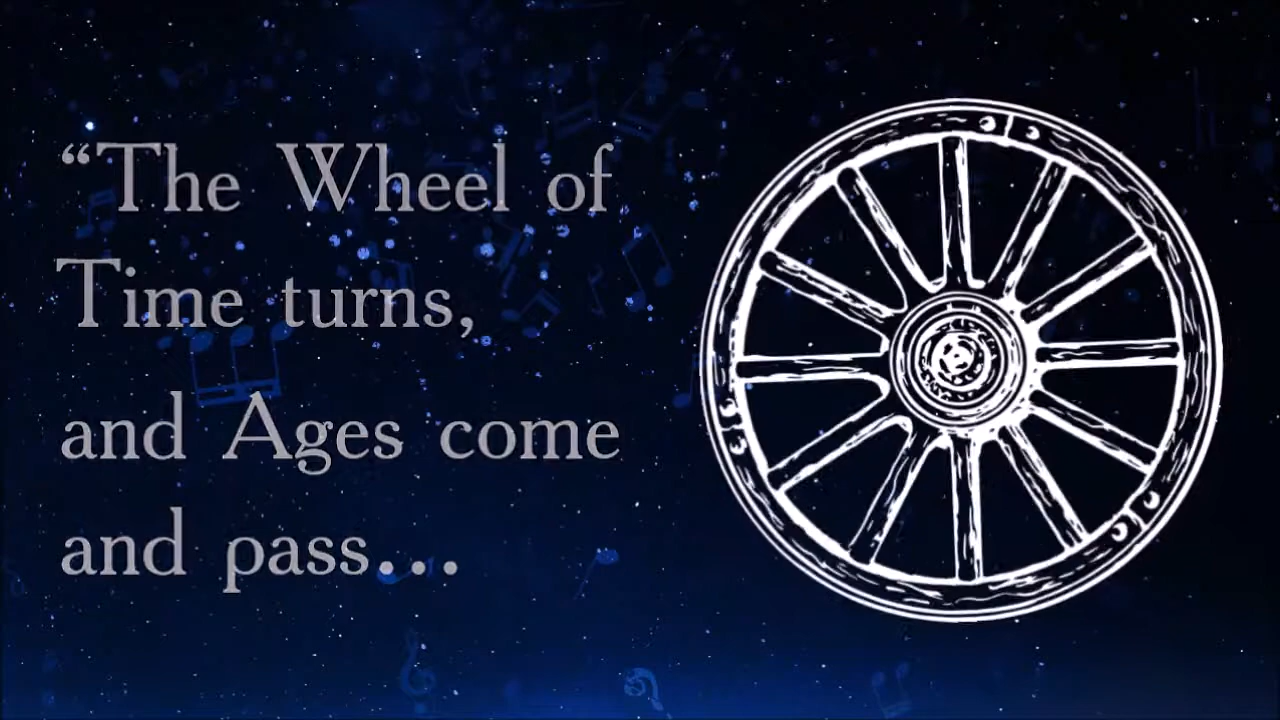 “The Wheel of
Time turns,
and Ages come
and pass...